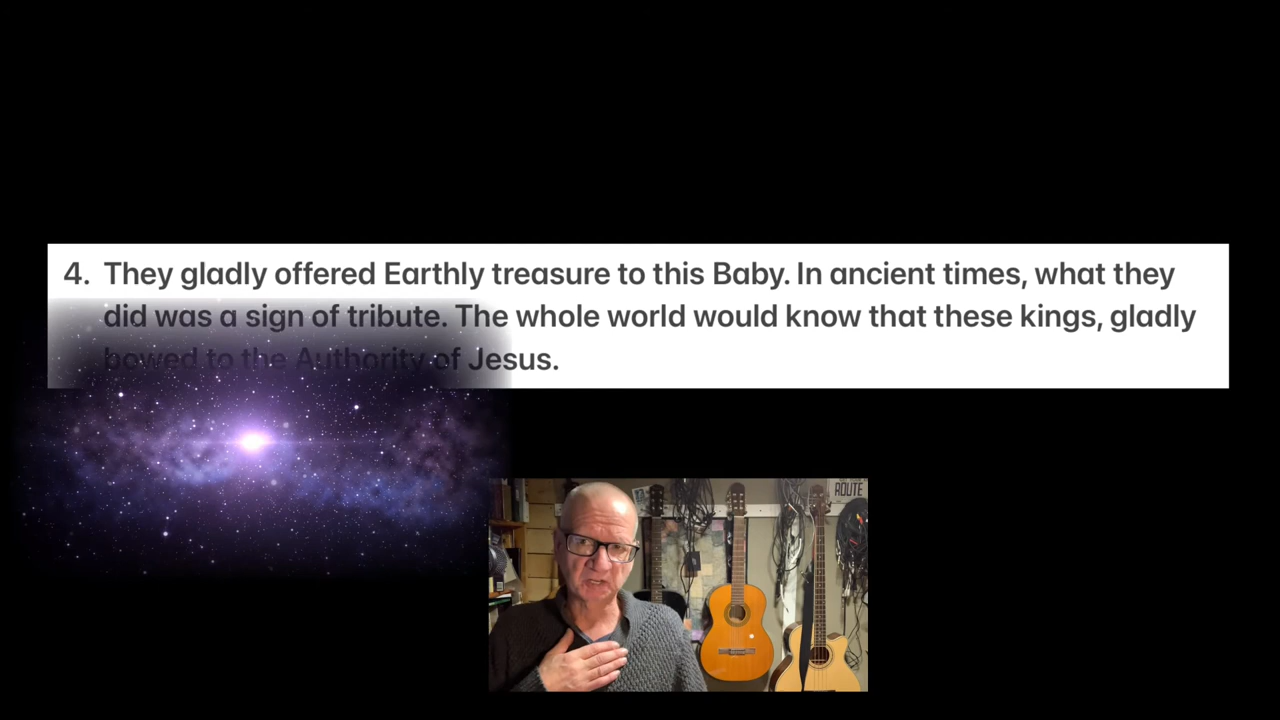 4. They gladly offered Earthly treasure to this Baby. In ancient times, what they
did was a sign of tribute. The whole world would know that these kings, gladly
bowed to the Authority of Jesus.
ROUTE